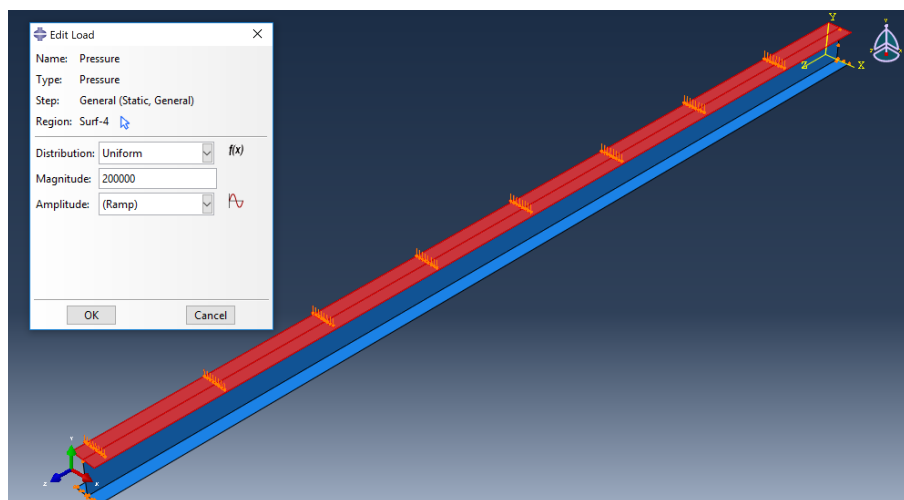 Edit Load
Name: Pressure
Type: Pressure
Step: General (Static, General)
Region: Surf-4
Distribution: Uniform f(x)
Magnitude: 200000
Amplitude: (Ramp)
OK Cancel
Y
Z X
Y
Z X